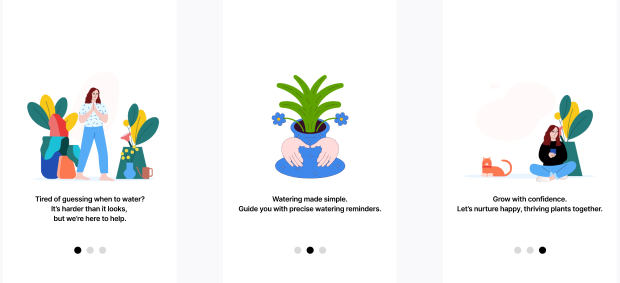 Tired of guessing when to water?
It's harder than it looks,
but we're here to help.
Watering made simple.
Guide you with precise watering reminders.
Grow with confidence.
Let's nurture happy, thriving plants together.